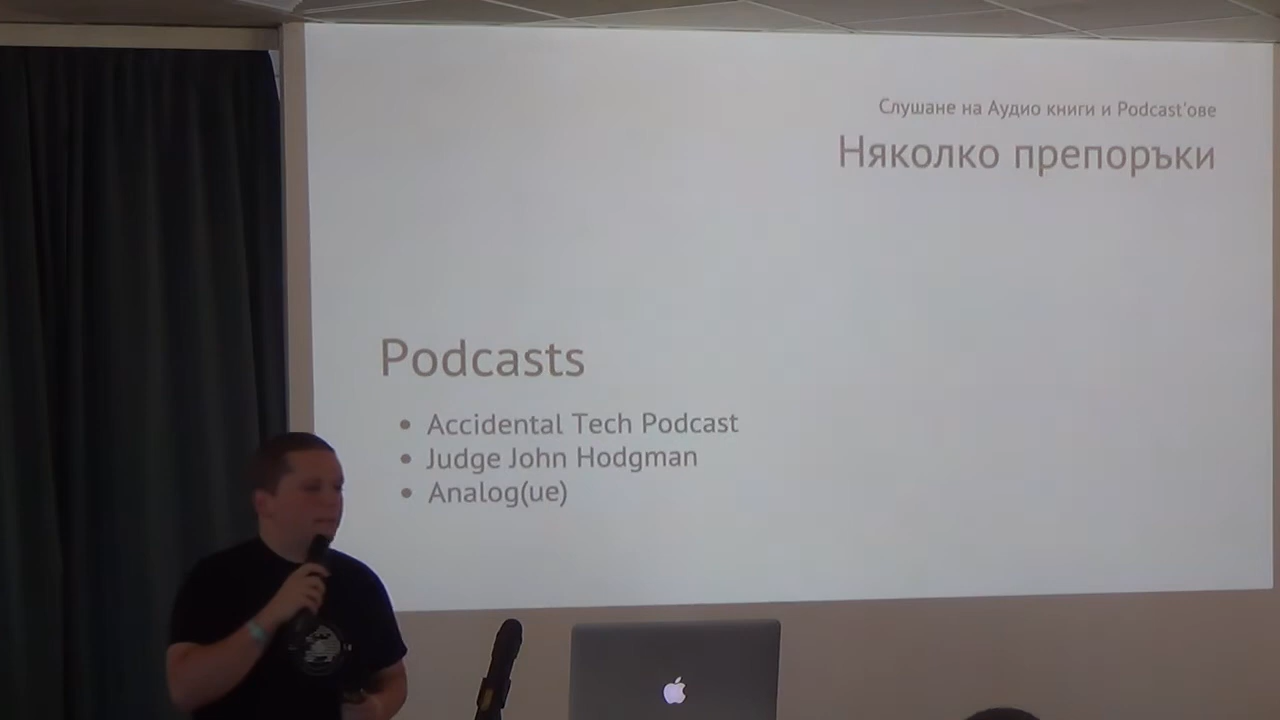 Слушане на Аудио книги и Podcast'ове
Няколко препоръки
Podcasts
• Accidental Tech Podcast
• Judge John Hodgman
• Analog(ue)